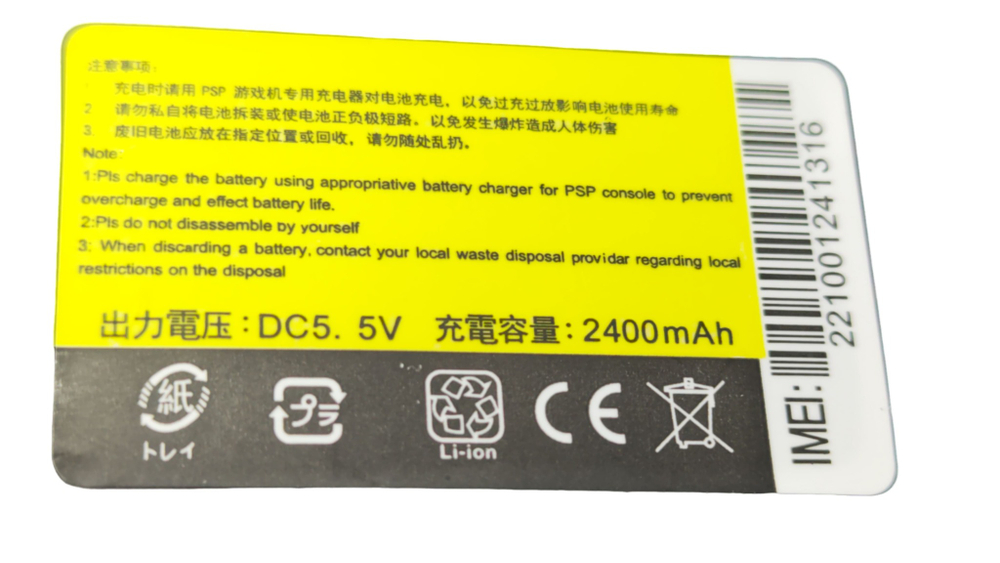 注意事项:
充电时请用 PSP 游戏机专用充电器对电池充电，以免过充过放影响电池使用寿命
2 请勿私自将电池拆装或使电池正负极短路。以免发生爆炸造成人体伤害
3. 废旧电池应放在指定位置或回收，请勿随处乱扔。
Note:
1:Pls charge the battery using appropriative battery charger for PSP console to prevent
overcharge and effect battery life.
2:Pls do not disassemble by yourself
3: When discarding a battery, contact your local waste disposal providar regarding local
restrictions on the disposal
出力電压:DC5. 5V 充電容量:2400mAh
紙
トレイ
プラ
Li-ion
CE
IMEI:
221001241316